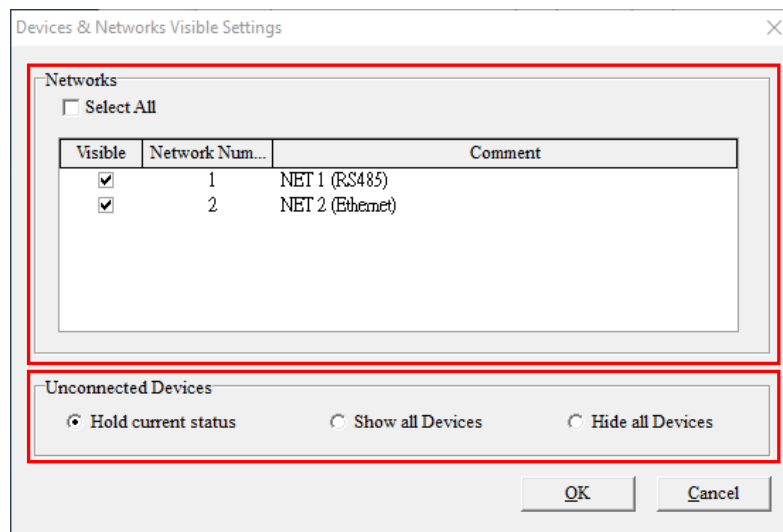 Devices & Networks Visible Settings
Networks
Select All
Visible Network Num... Comment
1 NET 1 (RS485)
2 NET 2 (Ethernet)
Unconnected Devices
Hold current status Show all Devices Hide all Devices
OK Cancel